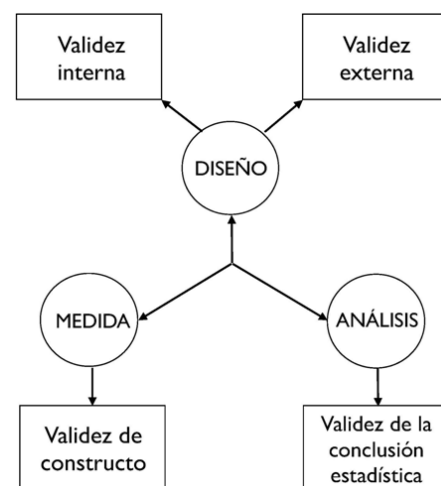 Validez
interna
Validez
externa
DISEÑO
MEDIDA
ANÁLISIS
Validez de
constructo
Validez de la
conclusión
estadística